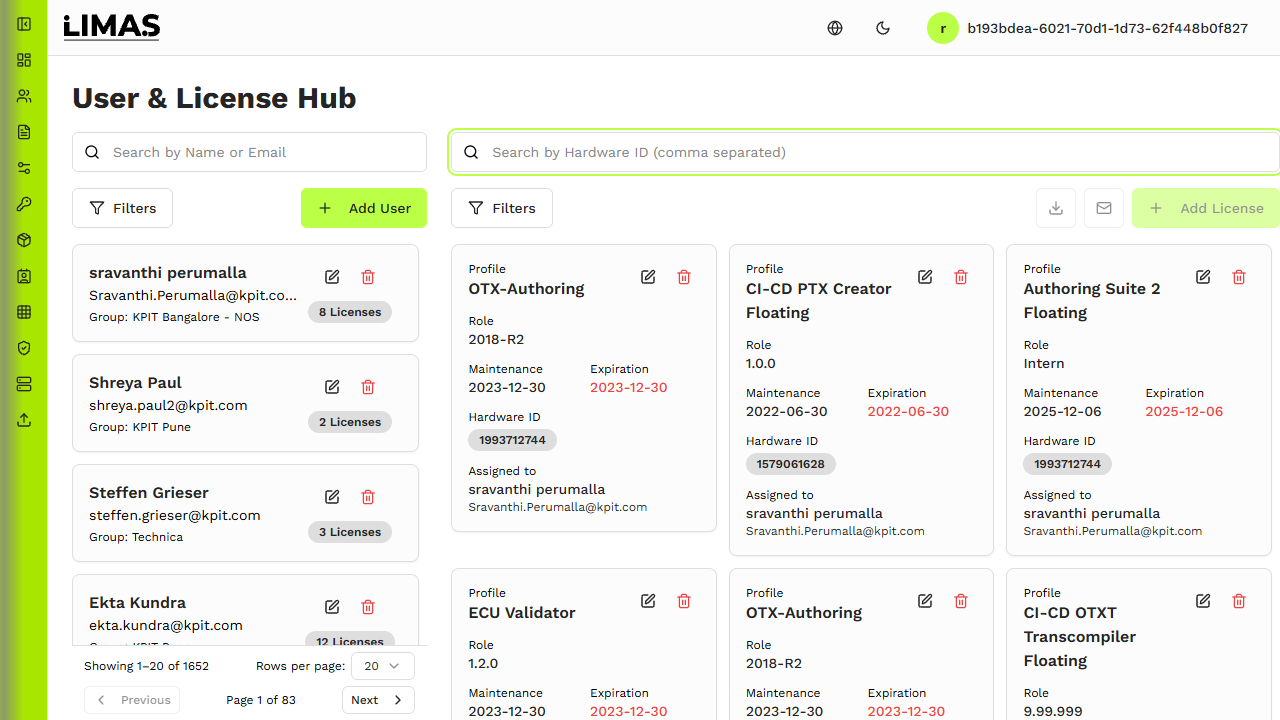 LIMAS
r
b193bdea-6021-70d1-1d73-62f448b0f827
User & License Hub
Search by Name or Email
Filters
Add User
sravanthi perumalla
Sravanthi.Perumalla@kpit.co...
Group: KPIT Bangalore - NOS
8 Licenses
Shreya Paul
shreya.paul2@kpit.com
Group: KPIT Pune
2 Licenses
Steffen Grieser
steffen.grieser@kpit.com
Group: Technica
3 Licenses
Ekta Kundra
ekta.kundra@kpit.com
12 Licenses
Showing 1–20 of 1652
Rows per page:
20
Previous
Page 1 of 83
Next
Search by Hardware ID (comma separated)
Filters
Add License
Profile
OTX-Authoring
Role
2018-R2
Maintenance
2023-12-30
Expiration
2023-12-30
Hardware ID
1993712744
Assigned to
sravanthi perumalla
Sravanthi.Perumalla@kpit.com
Profile
CI-CD PTX Creator
Floating
Role
1.0.0
Maintenance
2022-06-30
Expiration
2022-06-30
Hardware ID
1579061628
Assigned to
sravanthi perumalla
Sravanthi.Perumalla@kpit.com
Profile
Authoring Suite 2
Floating
Role
Intern
Maintenance
2025-12-06
Expiration
2025-12-06
Hardware ID
1993712744
Assigned to
sravanthi perumalla
Sravanthi.Perumalla@kpit.com
Profile
ECU Validator
Role
1.2.0
Maintenance
2023-12-30
Expiration
2023-12-30
Profile
OTX-Authoring
Role
2018-R2
Maintenance
2023-12-30
Expiration
2023-12-30
Profile
CI-CD OTXT
Transcompiler
Floating
Role
9.99.999